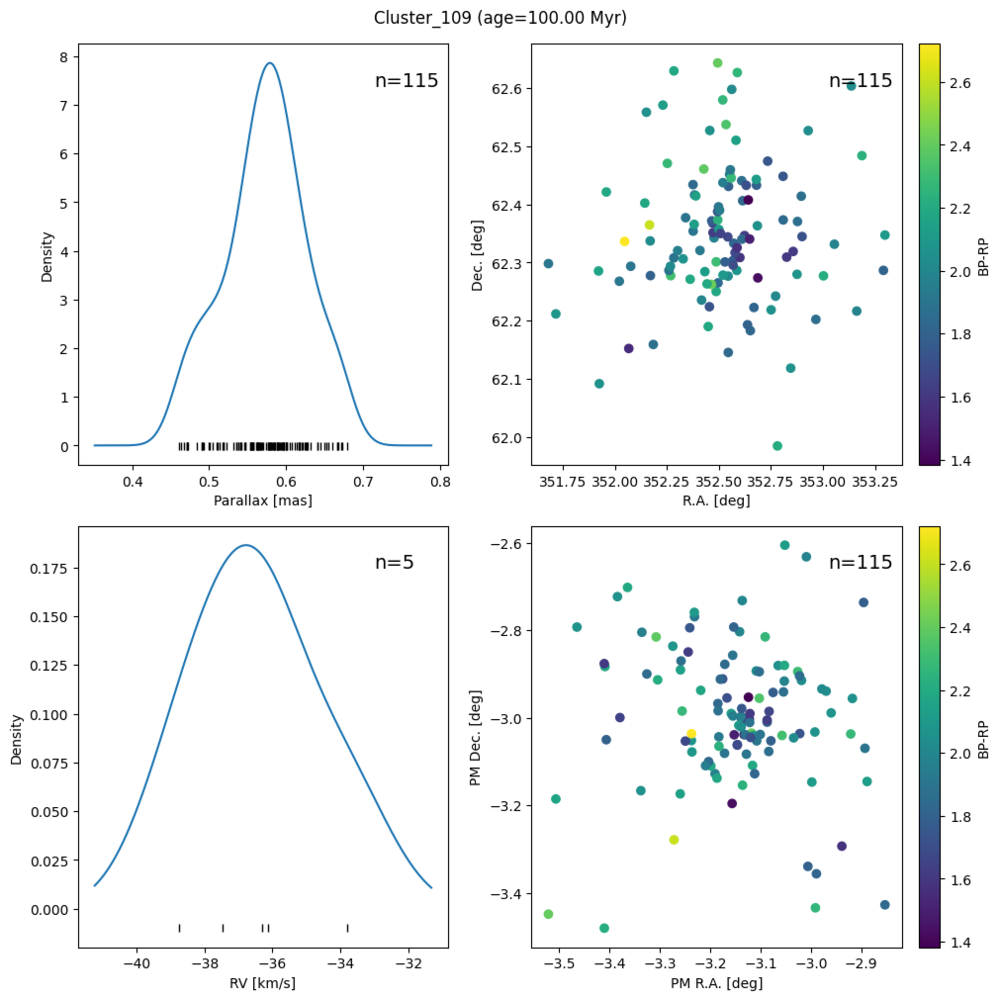 Cluster_109 (age=100.00 Myr)
n=115
8
7
6
5
4
3
2
1
0
Density
0.4 0.5 0.6 0.7 0.8
Parallax [mas]
n=115
62.6
62.5
62.4
62.3
62.2
62.1
62.0
Dec. [deg]
351.75 352.00 352.25 352.50 352.75 353.00 353.25
R.A. [deg]
2.6
2.4
2.2
2.0
1.8
1.6
1.4
BP-RP
n=5
0.175
0.150
0.125
0.100
0.075
0.050
0.025
0.000
Density
−40 −38 −36 −34 −32
RV [km/s]
n=115
−2.6
−2.8
−3.0
−3.2
−3.4
PM Dec. [deg]
−3.5 −3.4 −3.3 −3.2 −3.1 −3.0 −2.9
PM R.A. [deg]
2.6
2.4
2.2
2.0
1.8
1.6
1.4
BP-RP